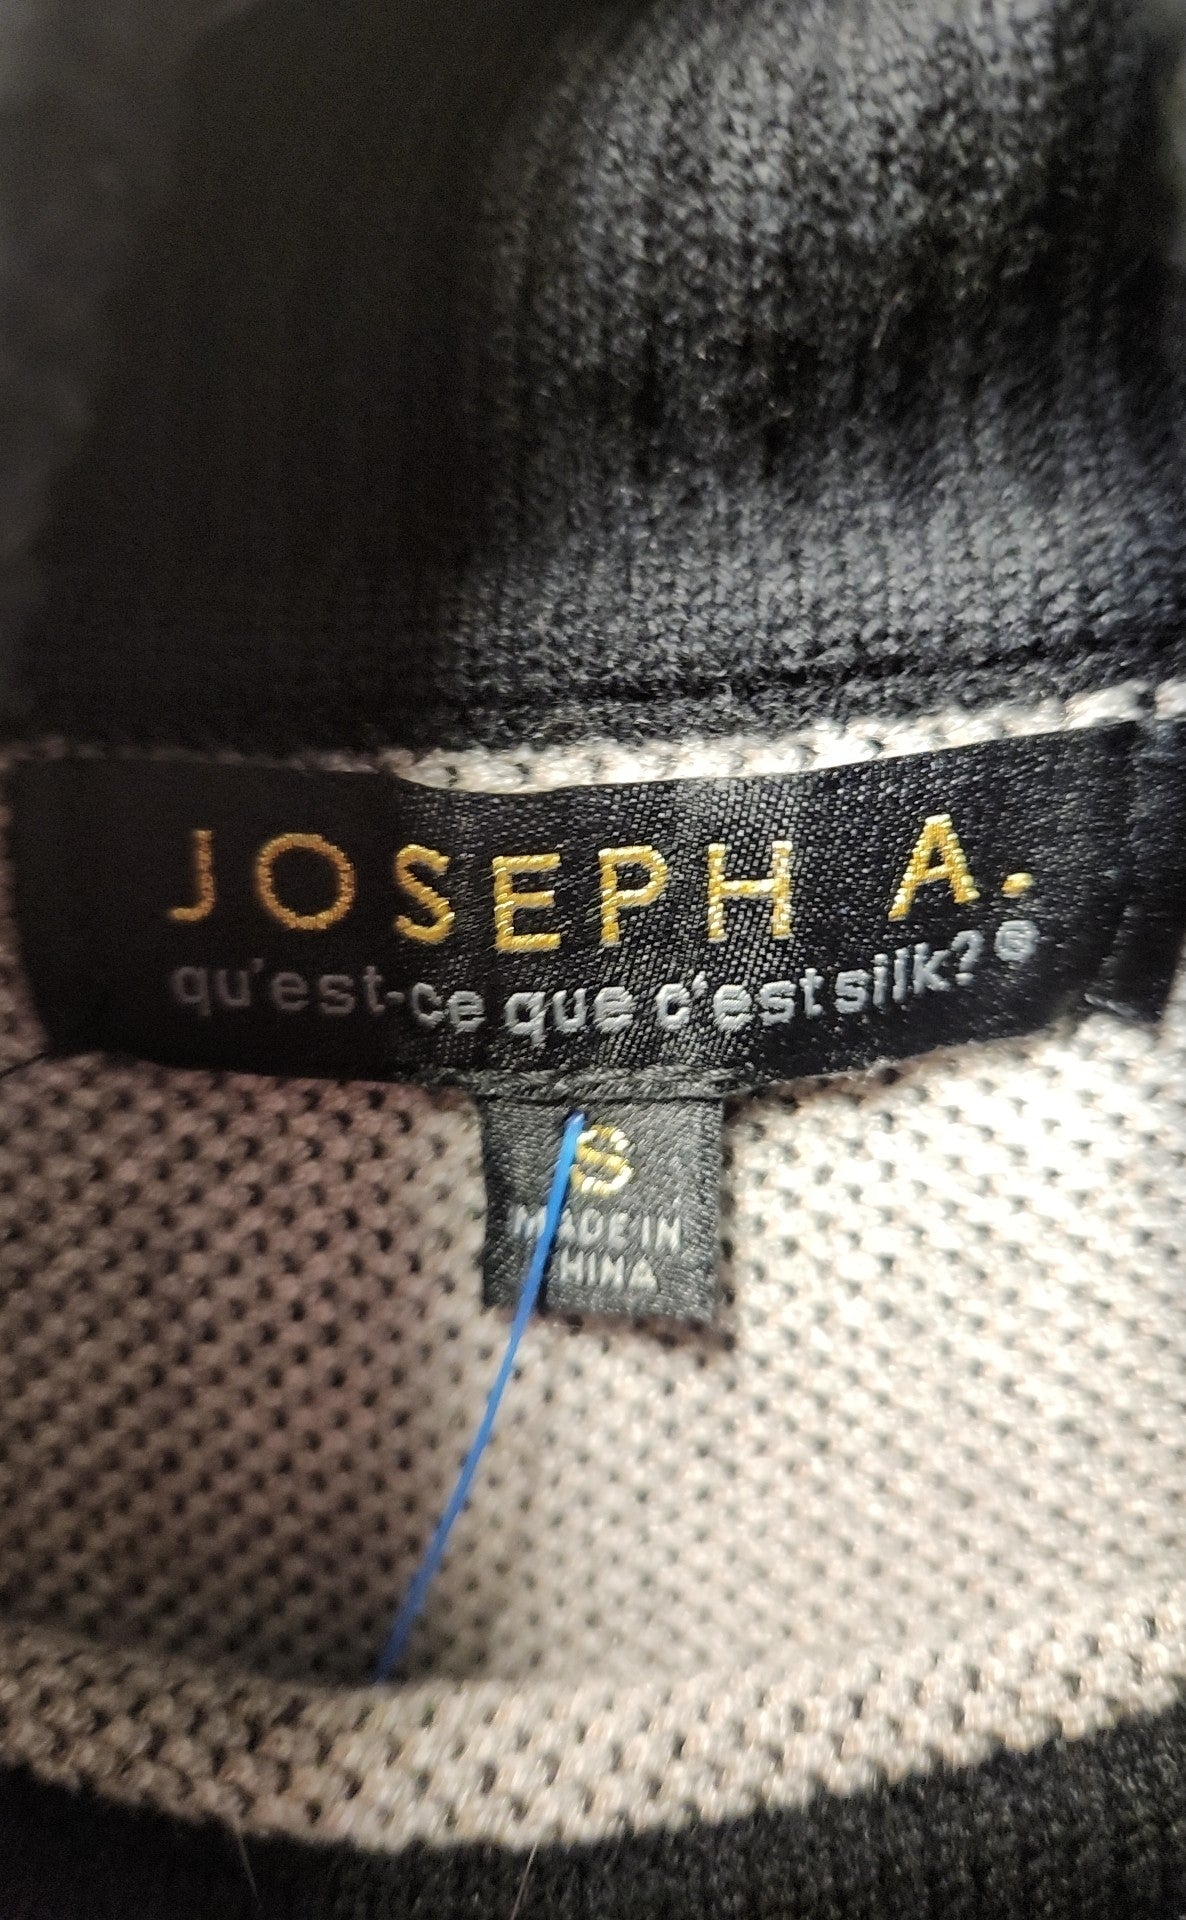 JOSEPH A.
qu'est-ce que c'est silk?®
S
MADE IN
CHINA